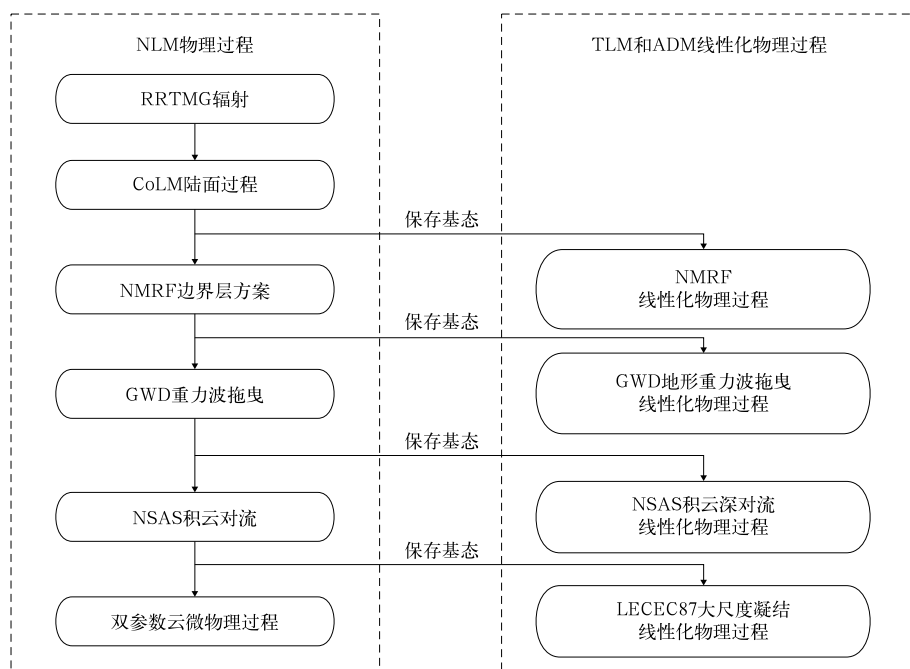 NLM物理过程
TLM和ADM线性化物理过程
RRTMG辐射
CoLM陆面过程
保存基态
NMRF边界层方案
NMRF
线性化物理过程
保存基态
GWD重力波拖曳
GWD地形重力波拖曳
线性化物理过程
保存基态
NSAS积云对流
NSAS积云深对流
线性化物理过程
保存基态
双参数云微物理过程
LECEC87大尺度凝结
线性化物理过程